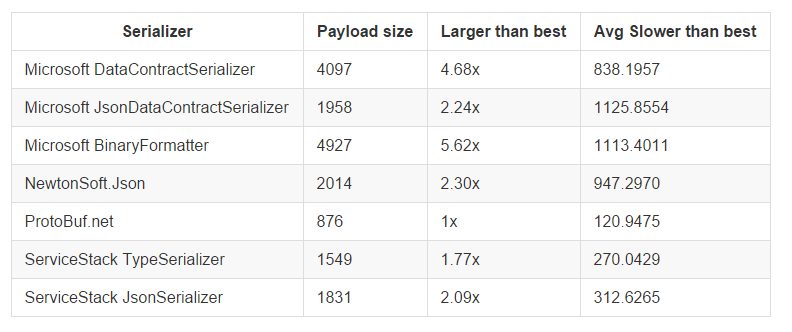 Serializer Payload size Larger than best Avg Slower than best
Microsoft DataContractSerializer 4097 4.68x 838.1957
Microsoft JsonDataContractSerializer 1958 2.24x 1125.8554
Microsoft BinaryFormatter 4927 5.62x 1113.4011
NewtonSoft.Json 2014 2.30x 947.2970
ProtoBuf.net 876 1x 120.9475
ServiceStack TypeSerializer 1549 1.77x 270.0429
ServiceStack JsonSerializer 1831 2.09x 312.6265